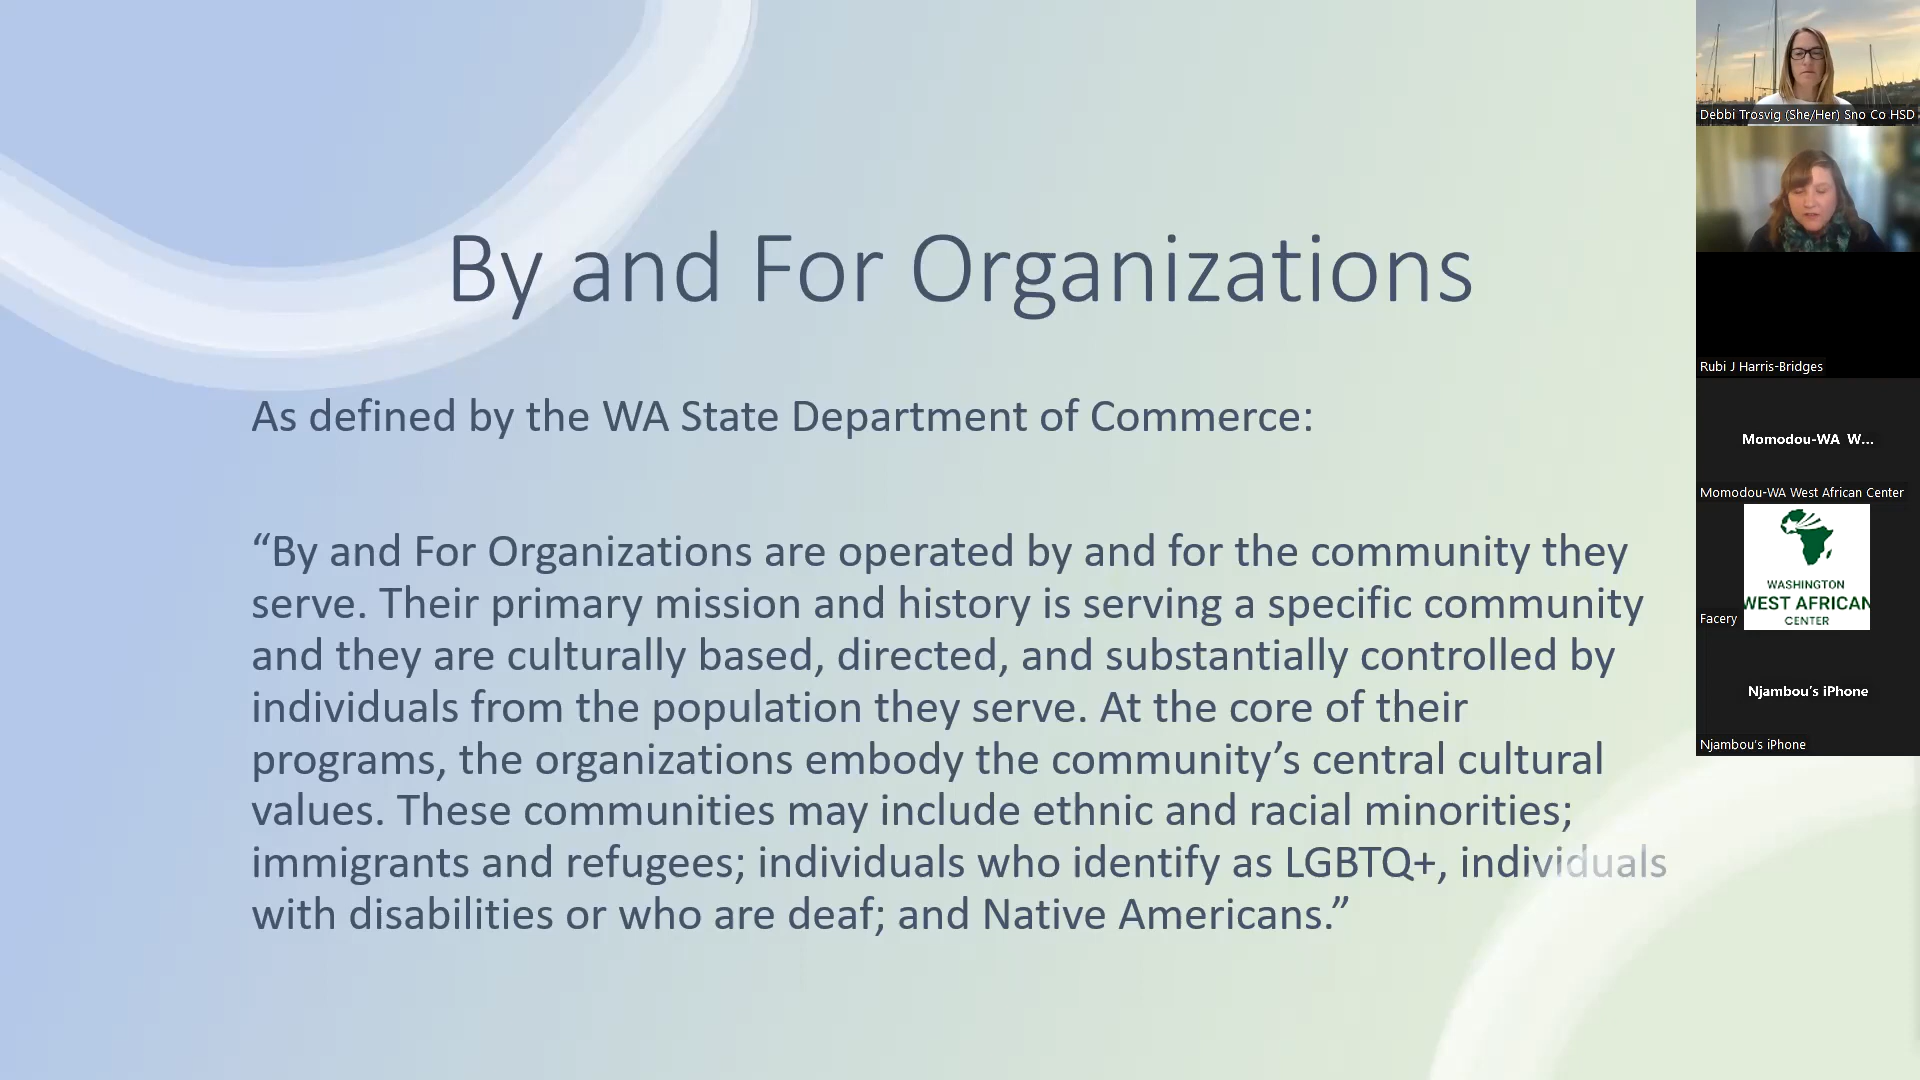 By and For Organizations
As defined by the WA State Department of Commerce:
“By and For Organizations are operated by and for the community they
serve. Their primary mission and history is serving a specific community
and they are culturally based, directed, and substantially controlled by
individuals from the population they serve. At the core of their
programs, the organizations embody the community’s central cultural
values. These communities may include ethnic and racial minorities;
immigrants and refugees; individuals who identify as LGBTQ+, individuals
with disabilities or who are deaf; and Native Americans.”
Debbi Trosvig (She/Her) Sno Co HSD
Rubi J Harris-Bridges
Momodou-WA W...
Momodou-WA West African Center
WASHINGTON
WEST AFRICAN
CENTER
Facery
Njambou’s iPhone
Njambou's iPhone